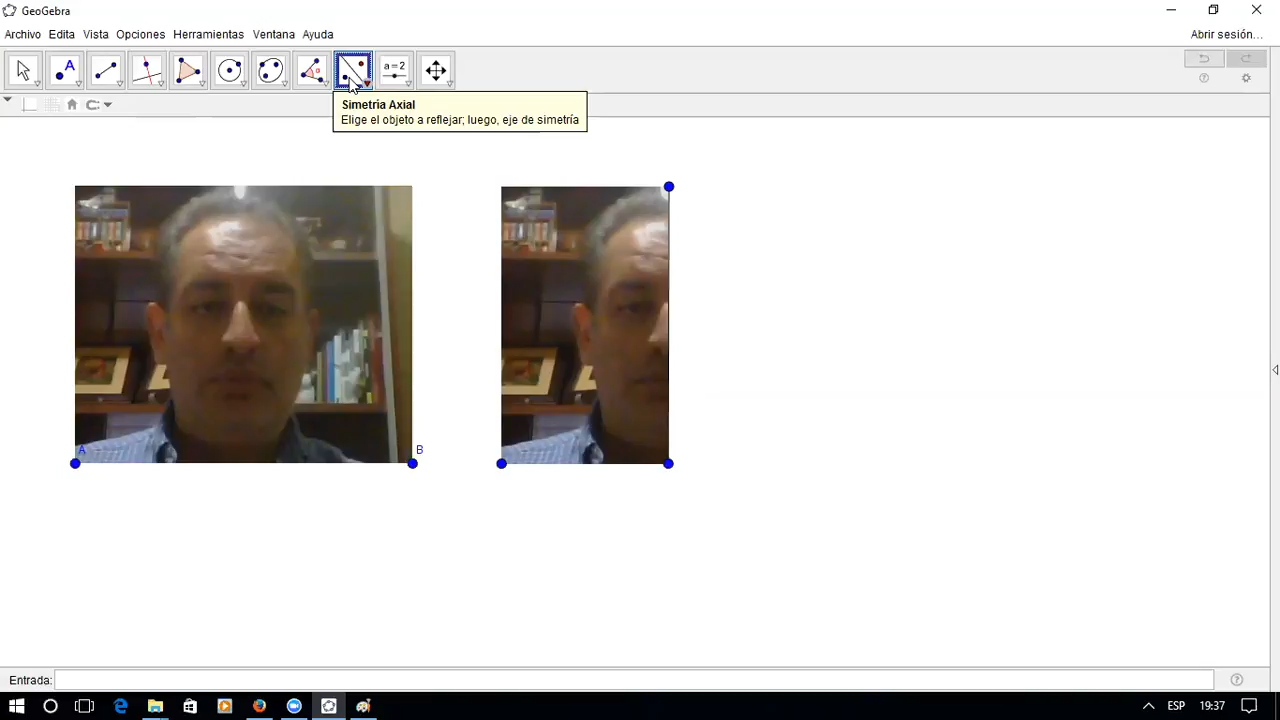 GeoGebra
Archivo Edita Vista Opciones Herramientas Ventana Ayuda Abrir sesión...
A α a = 2
Simetría Axial
Elige el objeto a reflejar; luego, eje de simetría
A B
Entrada:
ESP 19:37